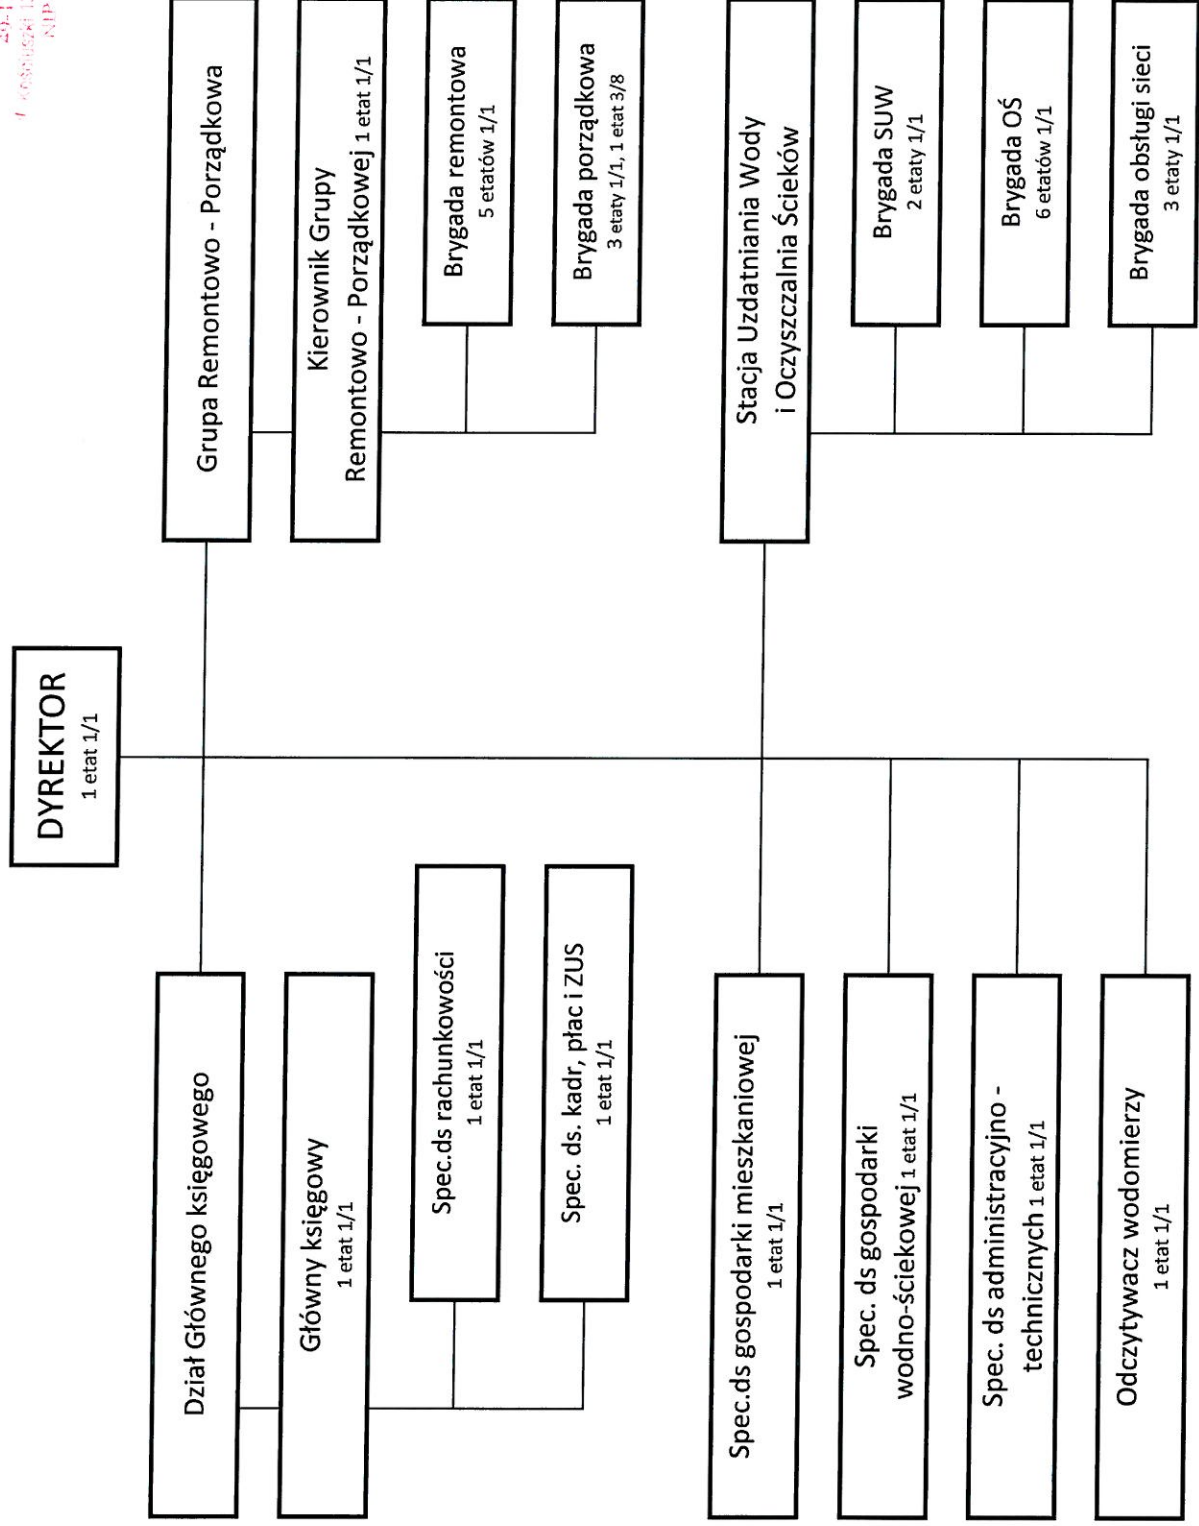 DYREKTOR
1 etat 1/1
Dział Głównego księgowego
Główny księgowy
1 etat 1/1
Spec.ds rachunkowości
1 etat 1/1
Spec. ds. kadr, płac i ZUS
1 etat 1/1
Spec.ds gospodarki mieszkaniowej
1 etat 1/1
Spec. ds gospodarki
wodno-ściekowej 1 etat 1/1
Spec. ds administracyjno -
technicznych 1 etat 1/1
Odczytywacz wodomierzy
1 etat 1/1
Grupa Remontowo - Porządkowa
Kierownik Grupy
Remontowo - Porządkowej 1 etat 1/1
Brygada remontowa
5 etatów 1/1
Brygada porządkowa
3 etaty 1/1, 1 etat 3/8
Stacja Uzdatniania Wody
i Oczyszczalnia Ścieków
Brygada SUW
2 etaty 1/1
Brygada OŚ
6 etatów 1/1
Brygada obsługi sieci
3 etaty 1/1